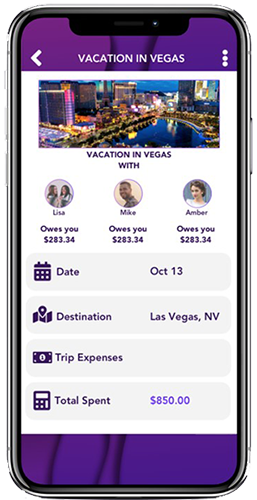 VACATION IN VEGAS
VACATION IN VEGAS
WITH
Lisa Mike Amber
Owes you Owes you Owes you
$283.34 $283.34 $283.34
Date Oct 13
Destination Las Vegas, NV
Trip Expenses
Total Spent $850.00